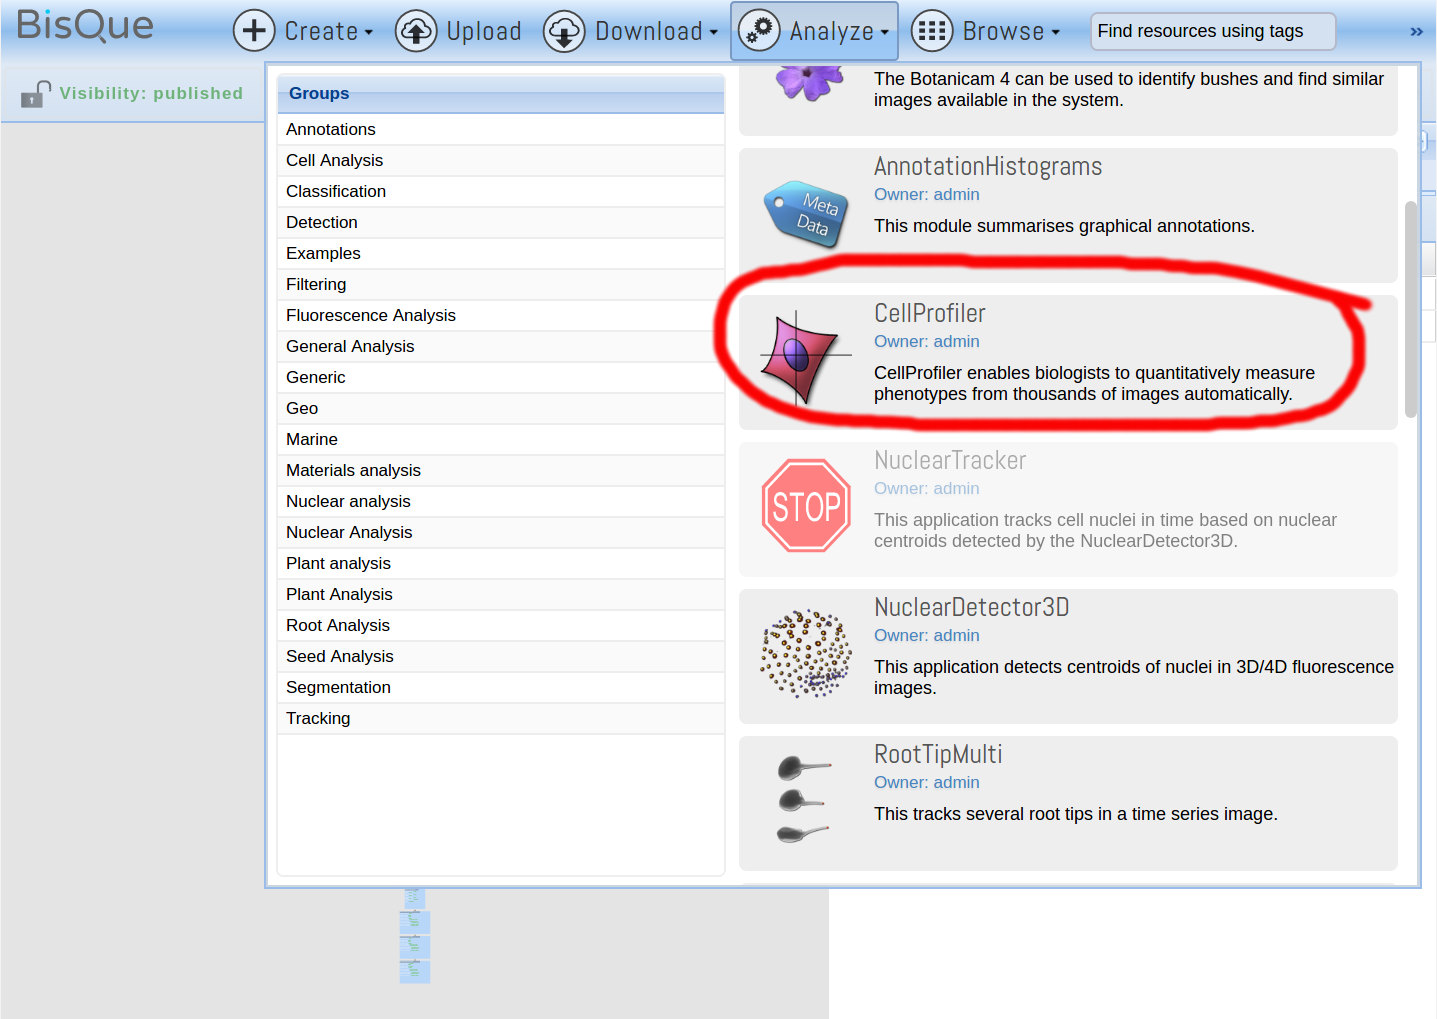 BisQue
Create
Upload
Download
Analyze
Browse
Find resources using tags
»
Visibility: published
Groups
Annotations
Cell Analysis
Classification
Detection
Examples
Filtering
Fluorescence Analysis
General Analysis
Generic
Geo
Marine
Materials analysis
Nuclear analysis
Nuclear Analysis
Plant analysis
Plant Analysis
Root Analysis
Seed Analysis
Segmentation
Tracking
The Botanicam 4 can be used to identify bushes and find similar
images available in the system.
Meta
Data
AnnotationHistograms
Owner: admin
This module summarises graphical annotations.
CellProfiler
Owner: admin
CellProfiler enables biologists to quantitatively measure
phenotypes from thousands of images automatically.
STOP
NuclearTracker
Owner: admin
This application tracks cell nuclei in time based on nuclear
centroids detected by the NuclearDetector3D.
NuclearDetector3D
Owner: admin
This application detects centroids of nuclei in 3D/4D fluorescence
images.
RootTipMulti
Owner: admin
This tracks several root tips in a time series image.